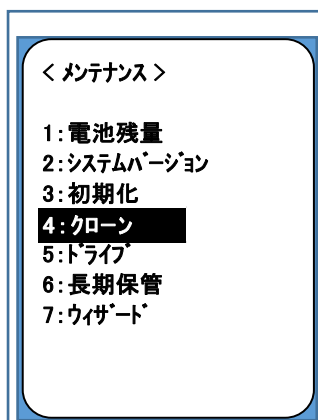 < ﾒﾝﾃﾅﾝｽ >
1:電池残量
2:ｼｽﾃﾑﾊﾞｰｼﾞｮﾝ
3:初期化
4:ｸﾛｰﾝ
5:ﾄﾞﾗｲﾌﾞ
6:長期保管
7:ｳｨｻﾞｰﾄﾞ